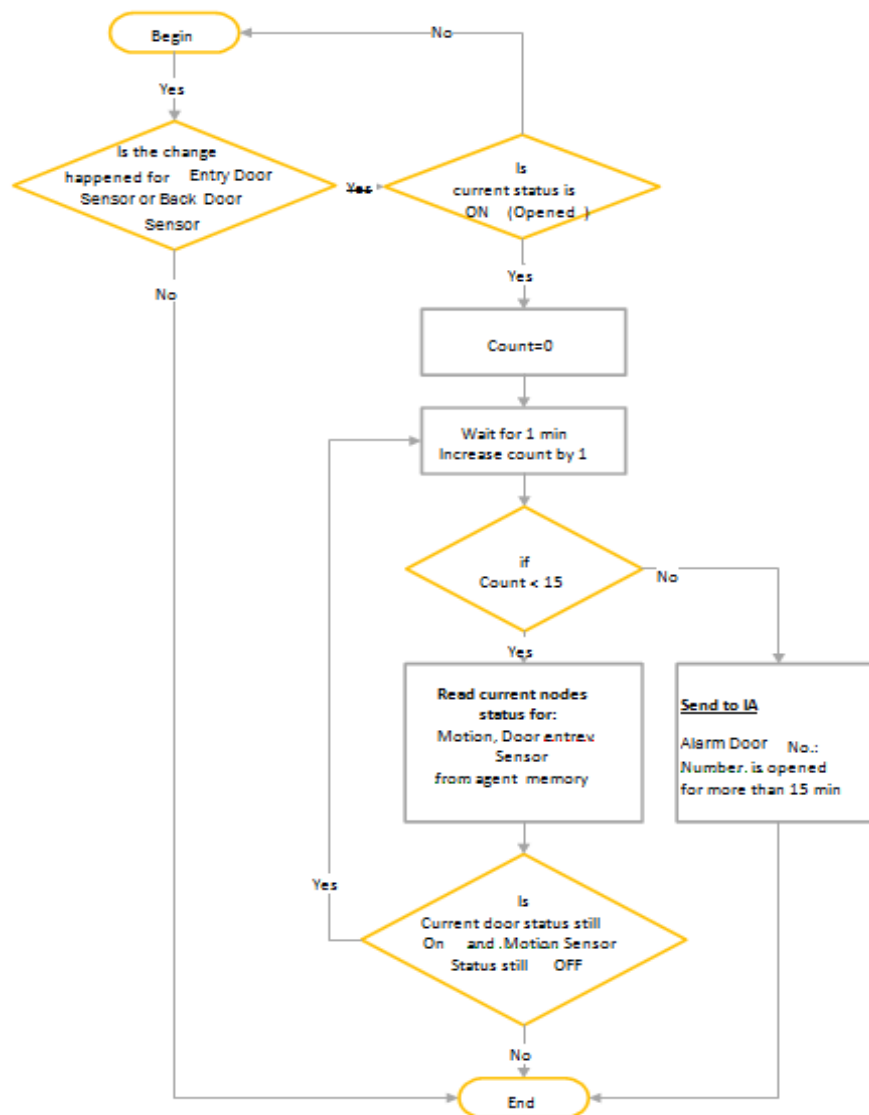 Begin
No
Yes
Is the change
happened for Entry Door
Sensor or Back Door
Sensor
Yes
Is
current status is
ON (Opened )
No
Yes
Count=0
Wait for 1 min
Increase count by 1
if
Count < 15
No
Yes
Read current nodes
status for:
Motion, Door entrey.
Sensor
from agent memory
Send to IA
Alarm Door No.:
Number. is opened
for more than 15 min
Yes
Is
Current door status still
On and .Motion Sensor
Status still OFF
No
End